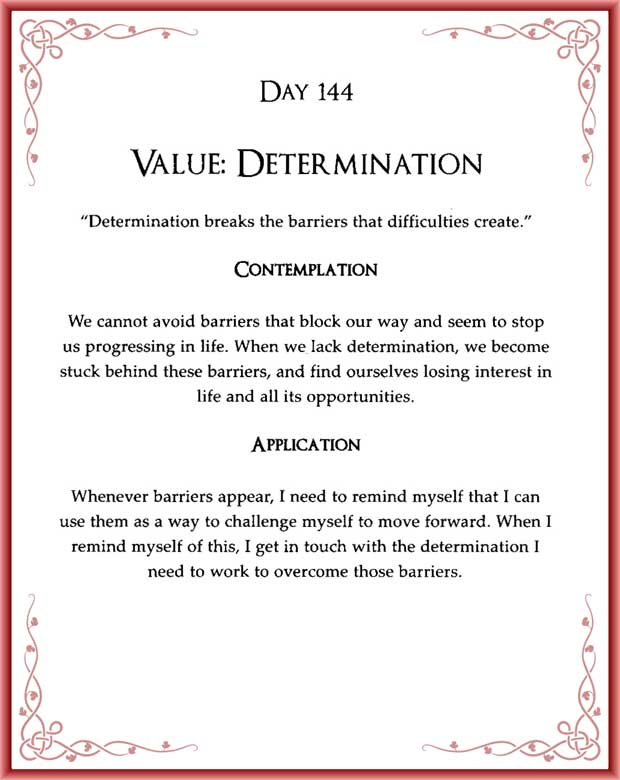 DAY 144
VALUE: DETERMINATION
“Determination breaks the barriers that difficulties create.”
CONTEMPLATION
We cannot avoid barriers that block our way and seem to stop
us progressing in life. When we lack determination, we become
stuck behind these barriers, and find ourselves losing interest in
life and all its opportunities.
APPLICATION
Whenever barriers appear, I need to remind myself that I can
use them as a way to challenge myself to move forward. When I
remind myself of this, I get in touch with the determination I
need to work to overcome those barriers.